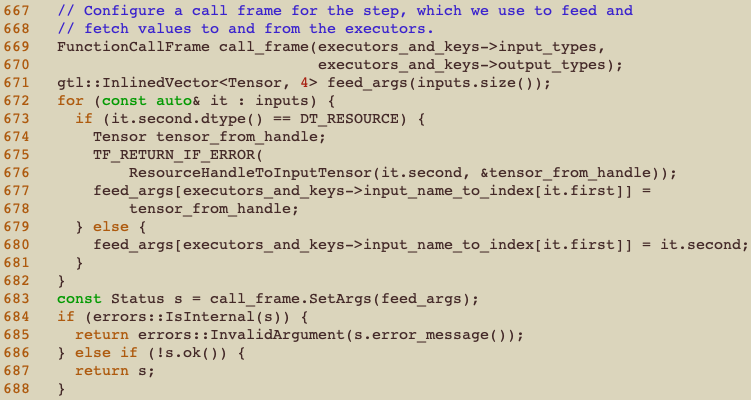 667   // Configure a call frame for the step, which we use to feed and
668   // fetch values to and from the executors.
669   FunctionCallFrame call_frame(executors_and_keys->input_types,
670                                executors_and_keys->output_types);
671   gtl::InlinedVector<Tensor, 4> feed_args(inputs.size());
672   for (const auto& it : inputs) {
673     if (it.second.dtype() == DT_RESOURCE) {
674       Tensor tensor_from_handle;
675       TF_RETURN_IF_ERROR(
676           ResourceHandleToInputTensor(it.second, &tensor_from_handle));
677       feed_args[executors_and_keys->input_name_to_index[it.first]] =
678           tensor_from_handle;
679     } else {
680       feed_args[executors_and_keys->input_name_to_index[it.first]] = it.second;
681     }
682   }
683   const Status s = call_frame.SetArgs(feed_args);
684   if (errors::IsInternal(s)) {
685     return errors::InvalidArgument(s.error_message());
686   } else if (!s.ok()) {
687     return s;
688   }